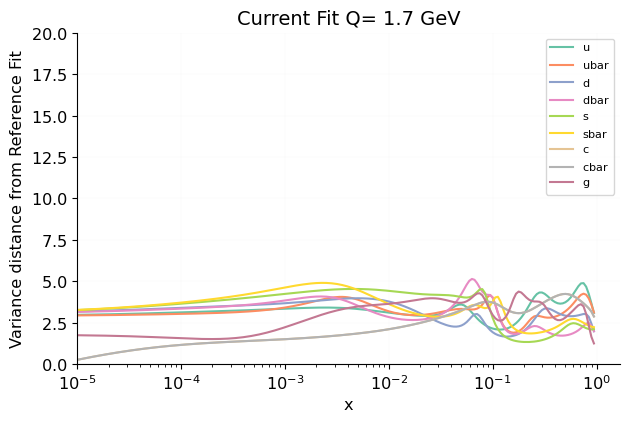 Current Fit Q= 1.7 GeV
Variance distance from Reference Fit
20.0
17.5
15.0
12.5
10.0
7.5
5.0
2.5
0.0
u
ubar
d
dbar
s
sbar
c
cbar
g
10⁻⁵
10⁻⁴
10⁻³
10⁻²
10⁻¹
10⁰
x